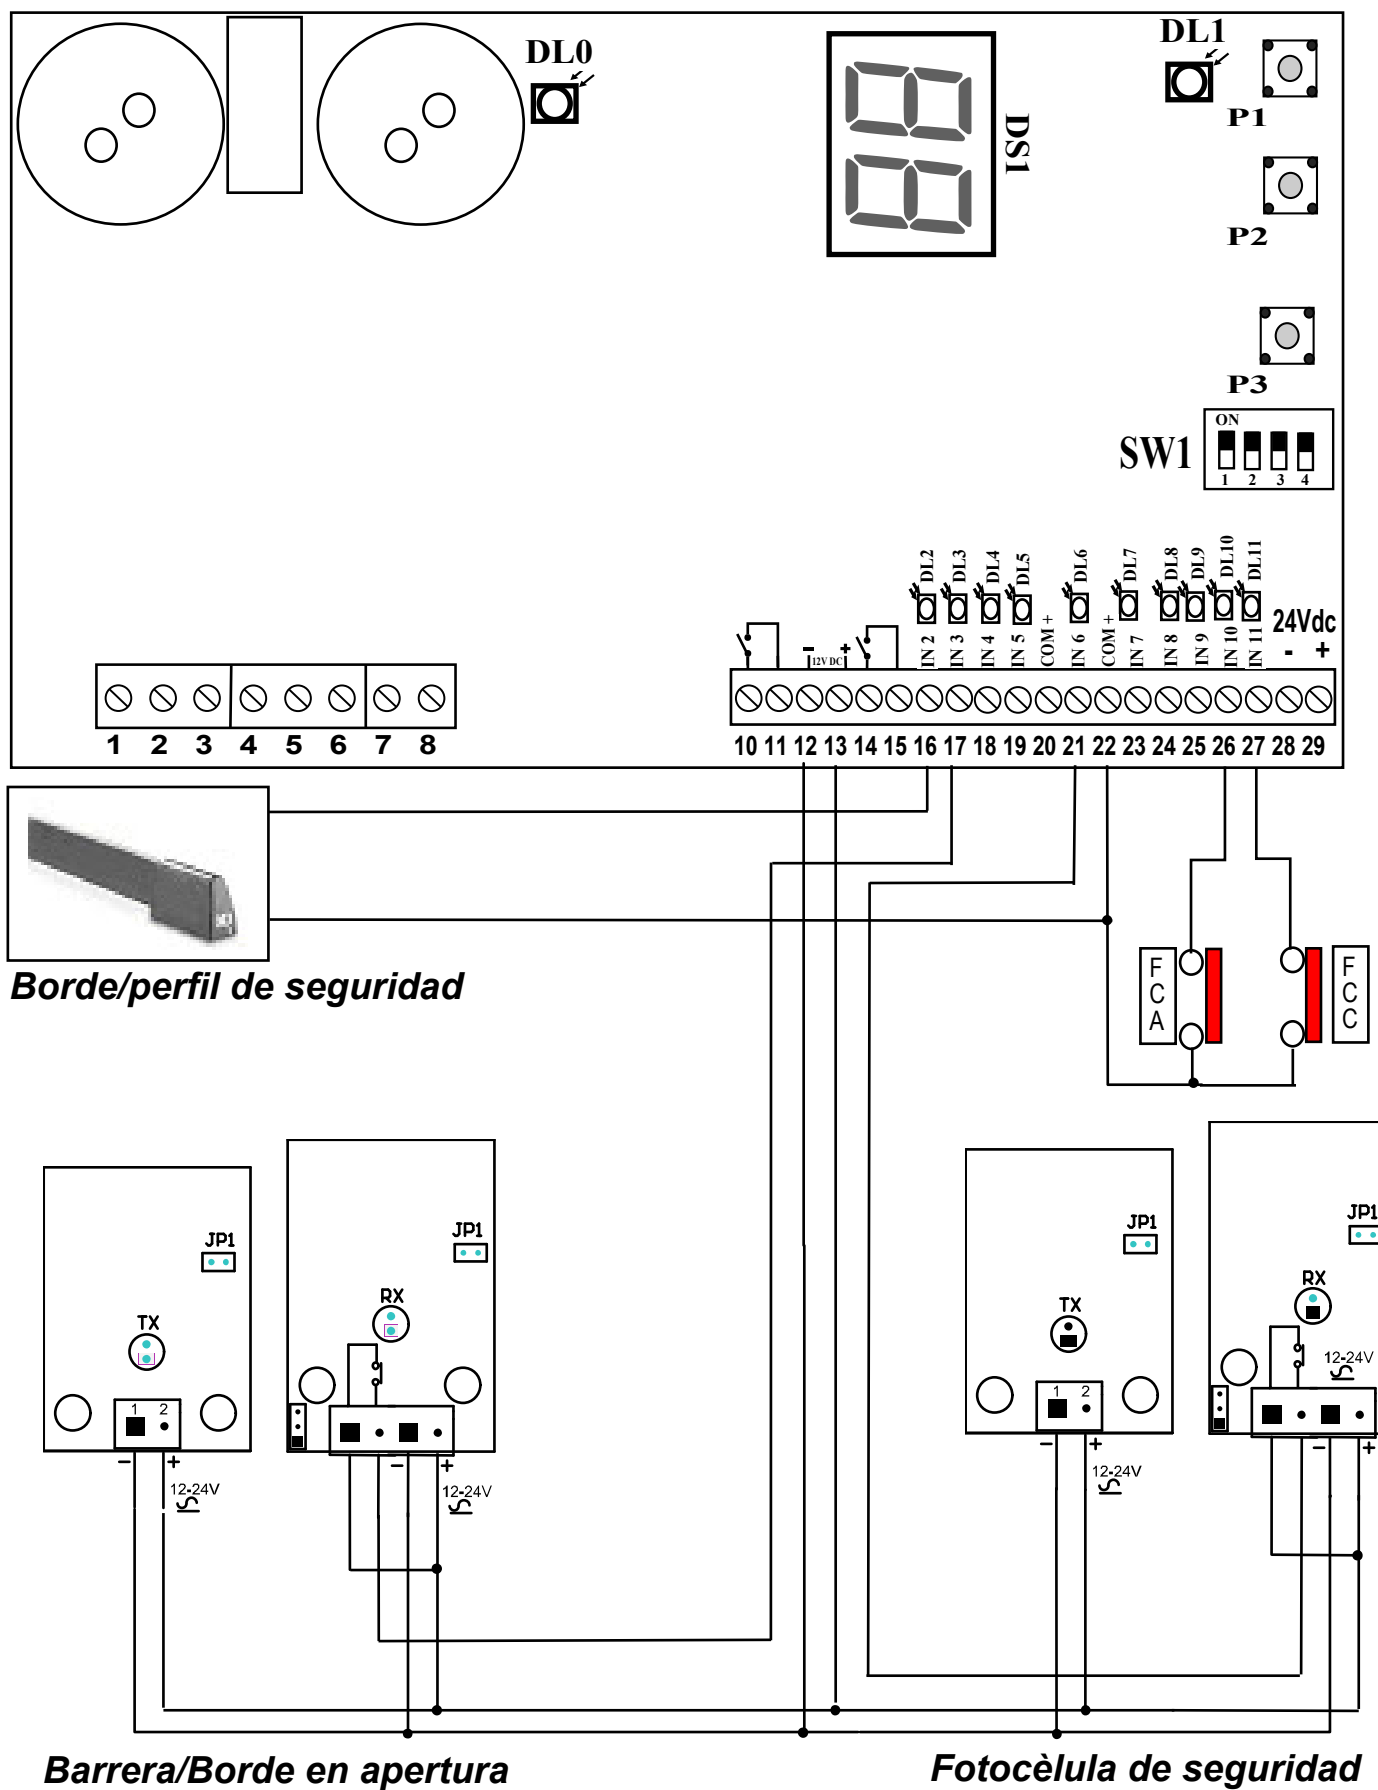 DL0
DL1
DS1
P1
P2
P3
SW1
ON
1 2 3 4
DL2 DL3 DL4 DL5 DL6 DL7 DL8 DL9 DL10 DL11
24Vdc
- +
- 12V DC +
IN 2 IN 3 IN 4 IN 5 COM + IN 6 COM + IN 7 IN 8 IN 9 IN 10 IN 11
1 2 3 4 5 6 7 8
10 11 12 13 14 15 16 17 18 19 20 21 22 23 24 25 26 27 28 29
Borde/perfil de seguridad
FCA
FCC
JP1
TX
1 2
- +
12-24V
JP1
RX
- +
12-24V
JP1
TX
1 2
- +
12-24V
JP1
RX
12-24V
- +
Barrera/Borde en apertura
Fotocèlula de seguridad